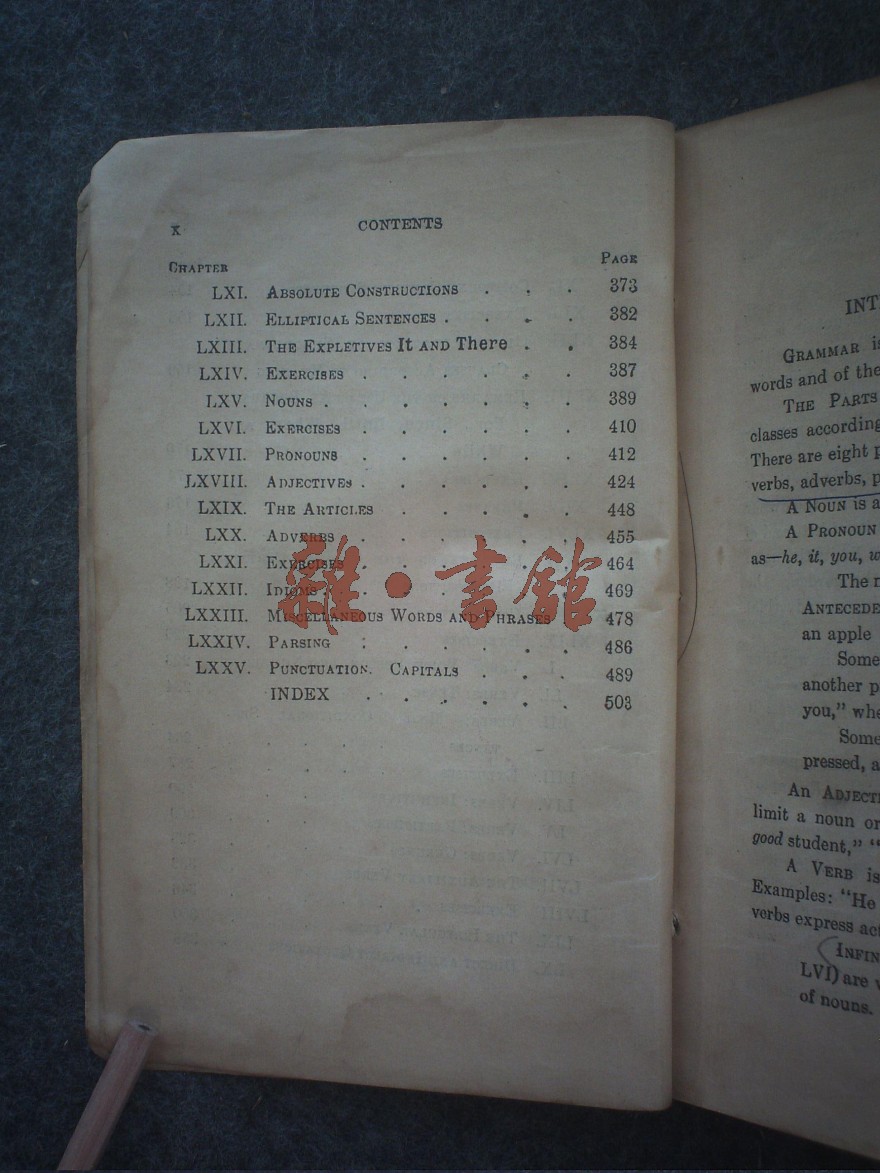 x CONTENTS
CHAPTER PAGE
LXI. ABSOLUTE CONSTRUCTIONS . . . 373
LXII. ELLIPTICAL SENTENCES . . . . 382
LXIII. THE EXPLETIVES It AND There . . 384
LXIV. EXERCISES . . . . . . 387
LXV. NOUNS . . . . . . . 389
LXVI. EXERCISES . . . . . . 410
LXVII. PRONOUNS . . . . . . 412
LXVIII. ADJECTIVES . . . . . . 424
LXIX. THE ARTICLES . . . . . 448
LXX. ADVERBS . . . . . . 455
LXXI. EXERCISES . . . . . . 464
LXXII. IDIOMS . . . . . . 469
LXXIII. MISCELLANEOUS WORDS AND PHRASES . 478
LXXIV. PARSING . . . . . . 486
LXXV. PUNCTUATION. CAPITALS . . . 489
INDEX . . . . . . 503
雜·書館
GRAMMAR
words and of the
THE PARTS
classes according
There are eight
verbs, adverbs,
A NOUN is a
A PRONOUN
as—he, it, you,
The
an apple
Some
another
you,"
Some
pressed,
An
limit a noun or
good student," "
A VERB is
Examples: "He
verbs express
LVI) are
of nouns.